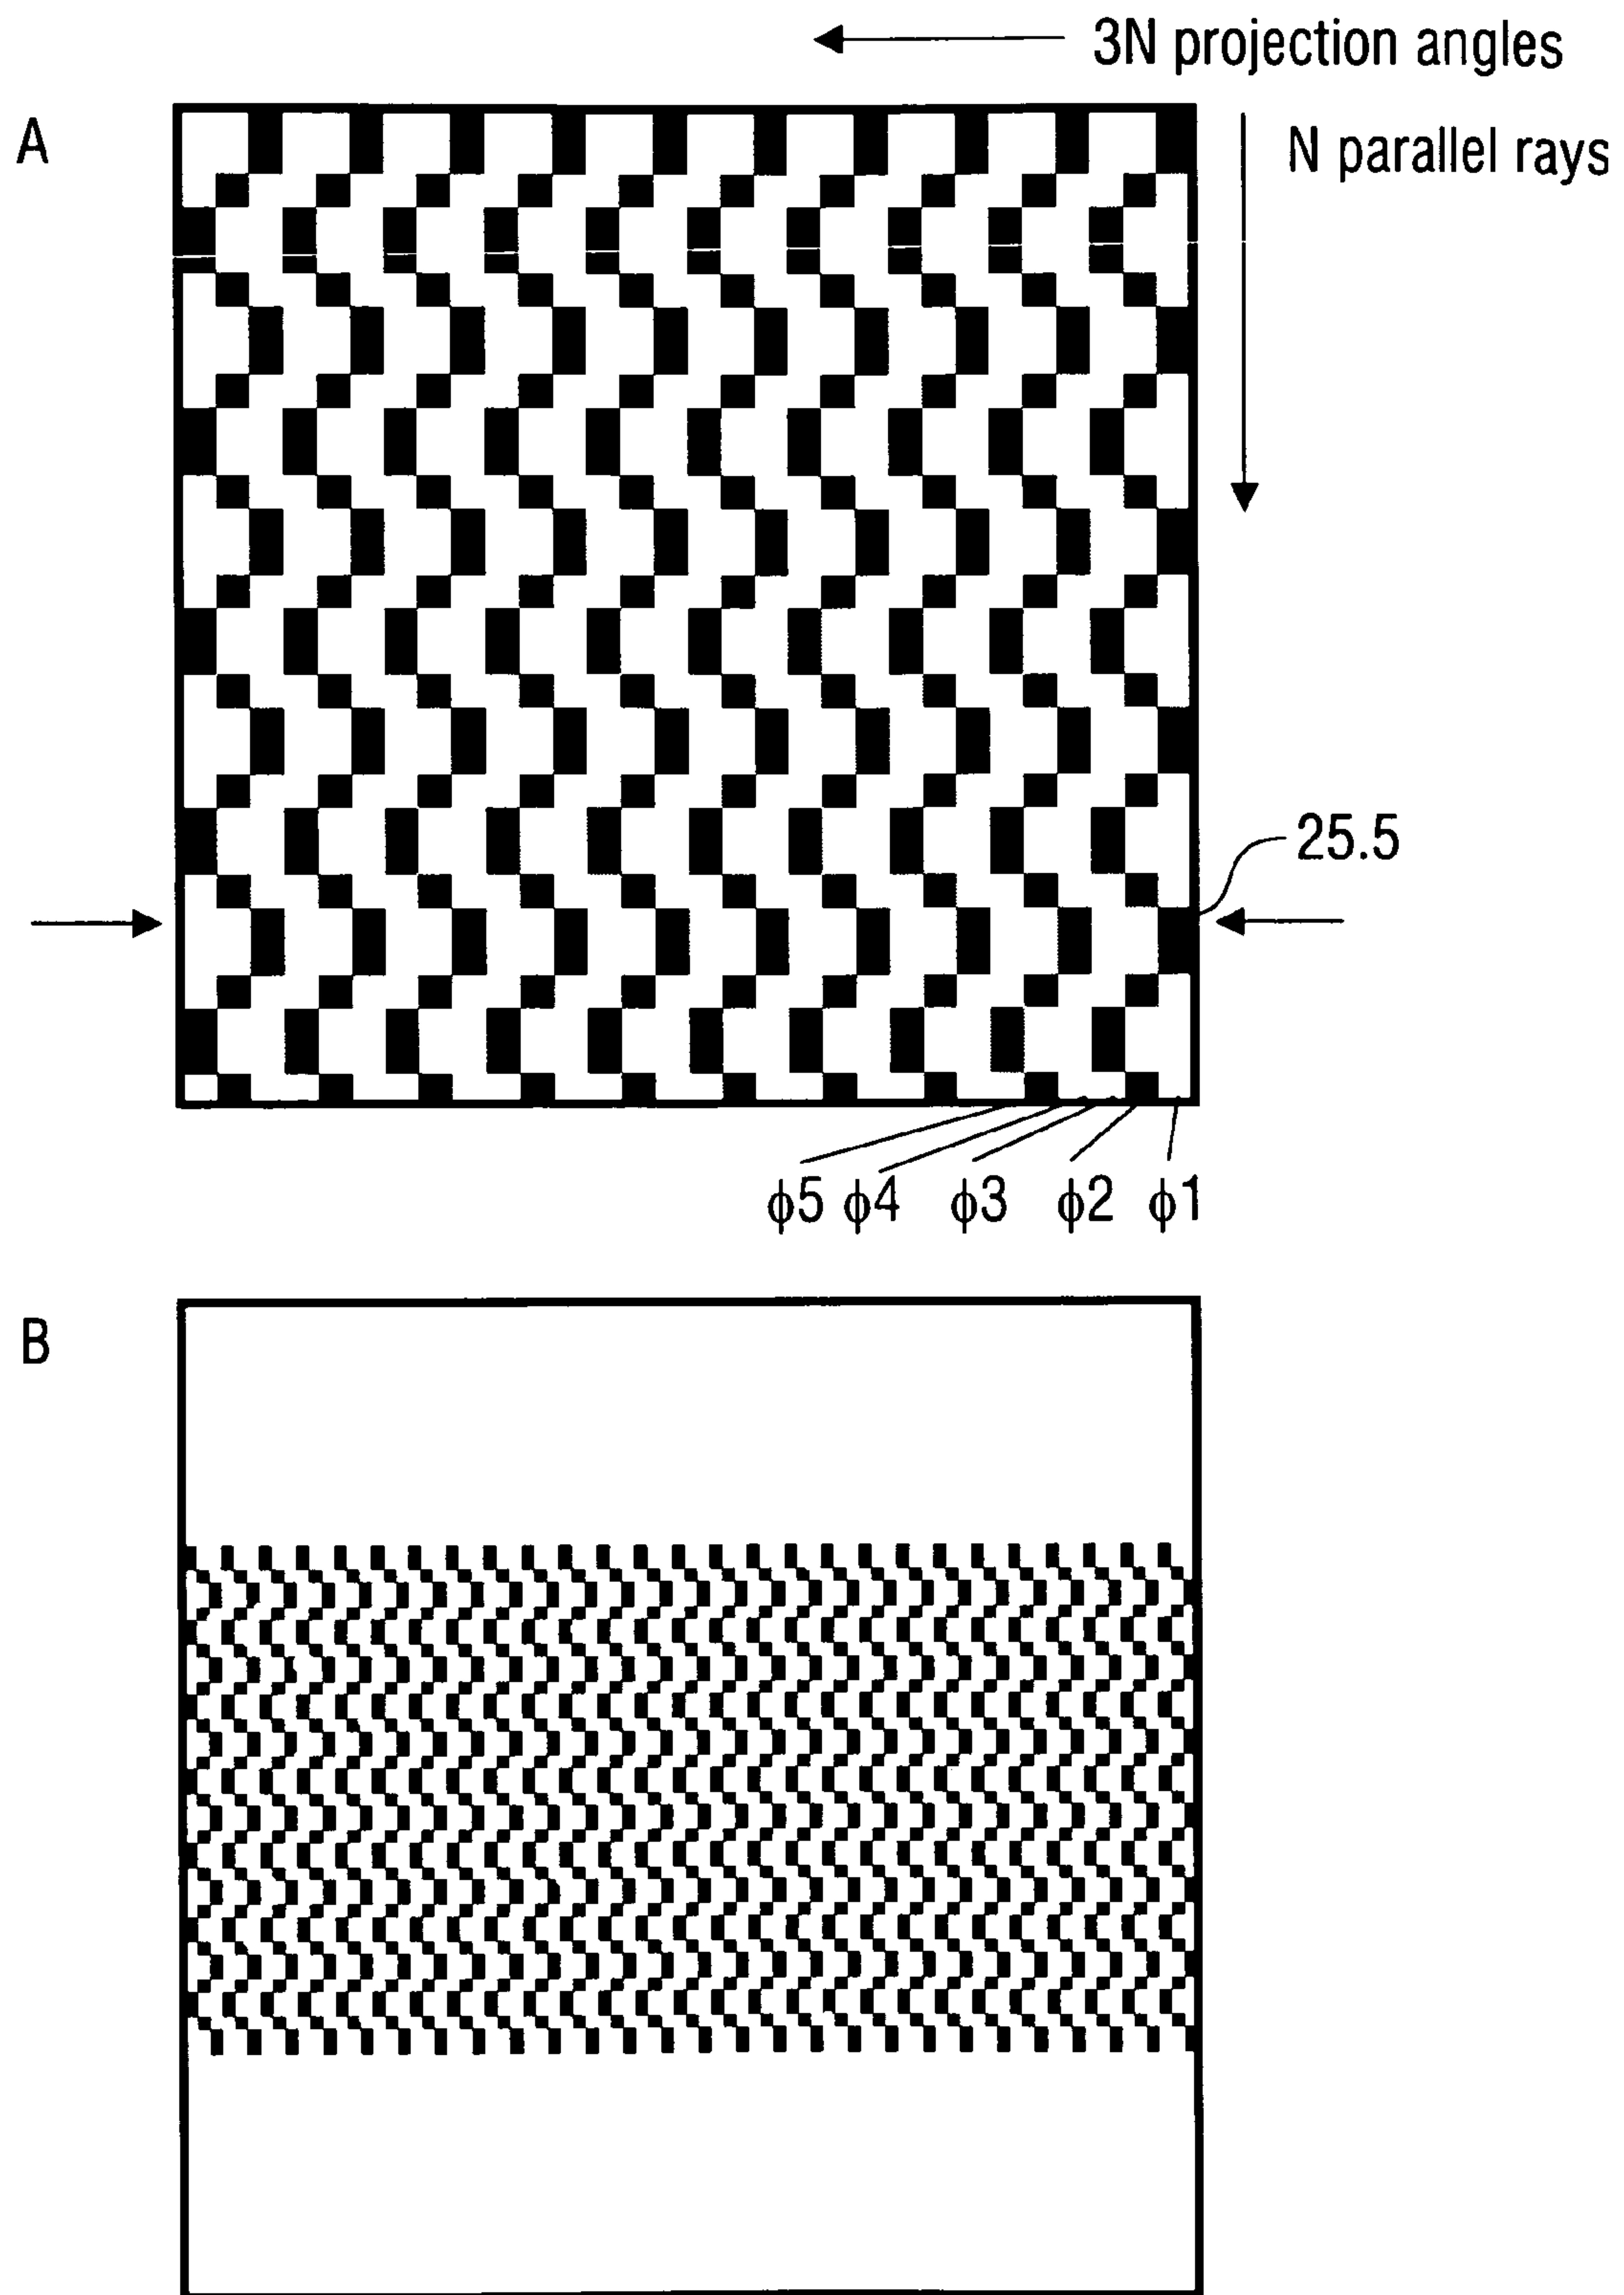 3N projection angles
A
N parallel rays
25.5
ϕ5 ϕ4 ϕ3 ϕ2 ϕ1
B